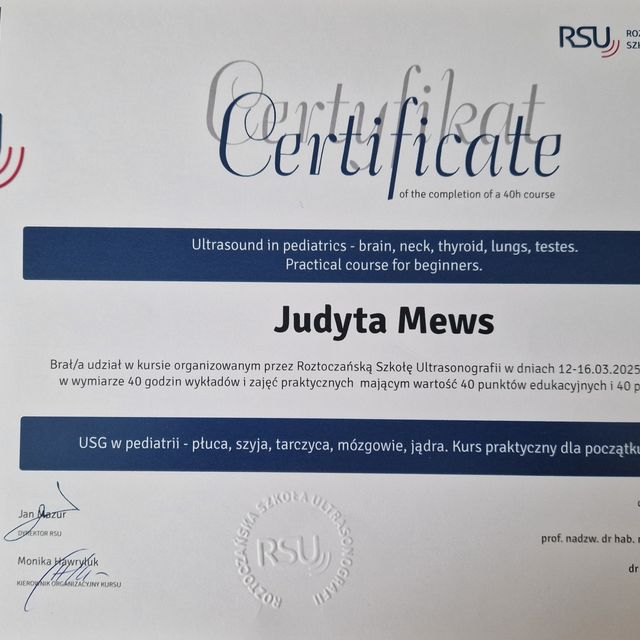 RSU
Certyfikat
Certificate
of the completion of a 40h course
Ultrasound in pediatrics - brain, neck, thyroid, lungs, testes.
Practical course for beginners.
Judyta Mews
Brał/a udział w kursie organizowanym przez Roztoczańską Szkołę Ultrasonografii w dniach 12-16.03.2025
w wymiarze 40 godzin wykładów i zajęć praktycznych mającym wartość 40 punktów edukacyjnych i 40
USG w pediatrii - płuca, szyja, tarczyca, mózgowie, jądra. Kurs praktyczny dla
Jan Mazur
DYREKTOR RSU
prof. nadzw. dr hab.
Monika Hawryluk
dr
KIEROWNIK ORGANIZACYJNY KURSU
ROZTOCZAŃSKA SZKOŁA ULTRASONOGRAFII
RSU